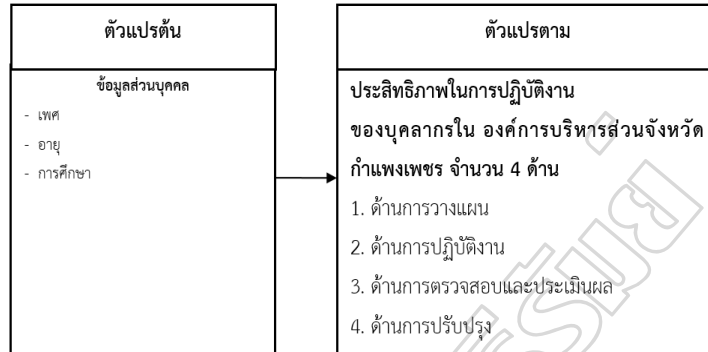 ตัวแปรต้น
ข้อมูลส่วนบุคคล
- เพศ
- อายุ
- การศึกษา
ตัวแปรตาม
ประสิทธิภาพในการปฏิบัติงาน
ของบุคลากรใน องค์การบริหารส่วนจังหวัด
กำแพงเพชร จำนวน 4 ด้าน
1. ด้านการวางแผน
2. ด้านการปฏิบัติงาน
3. ด้านการตรวจสอบและประเมินผล
4. ด้านการปรับปรุง